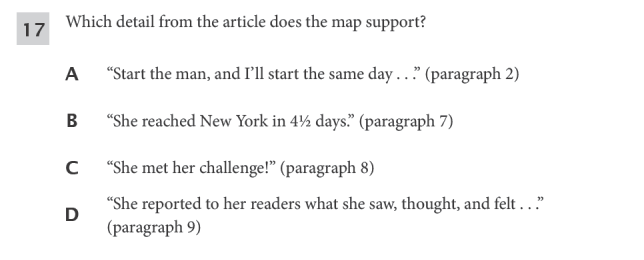 17 Which detail from the article does the map support?
A “Start the man, and I’ll start the same day . . .” (paragraph 2)
B “She reached New York in 4½ days.” (paragraph 7)
C “She met her challenge!” (paragraph 8)
D “She reported to her readers what she saw, thought, and felt . . .”
(paragraph 9)